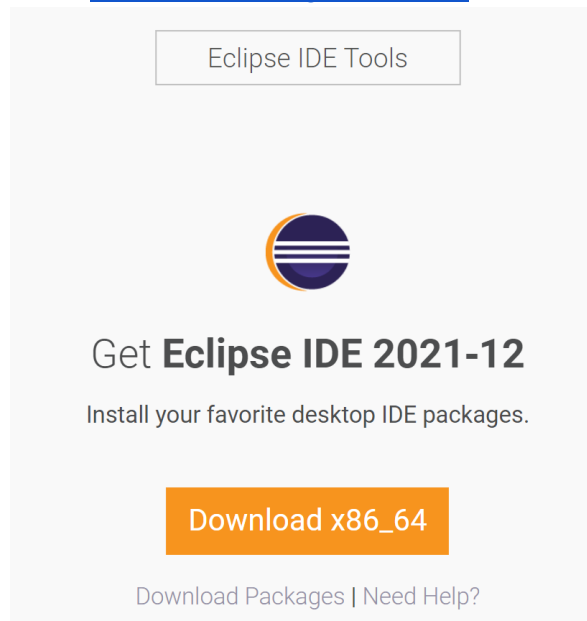 Eclipse IDE Tools
Get Eclipse IDE 2021-12
Install your favorite desktop IDE packages.
Download x86_64
Download Packages | Need Help?